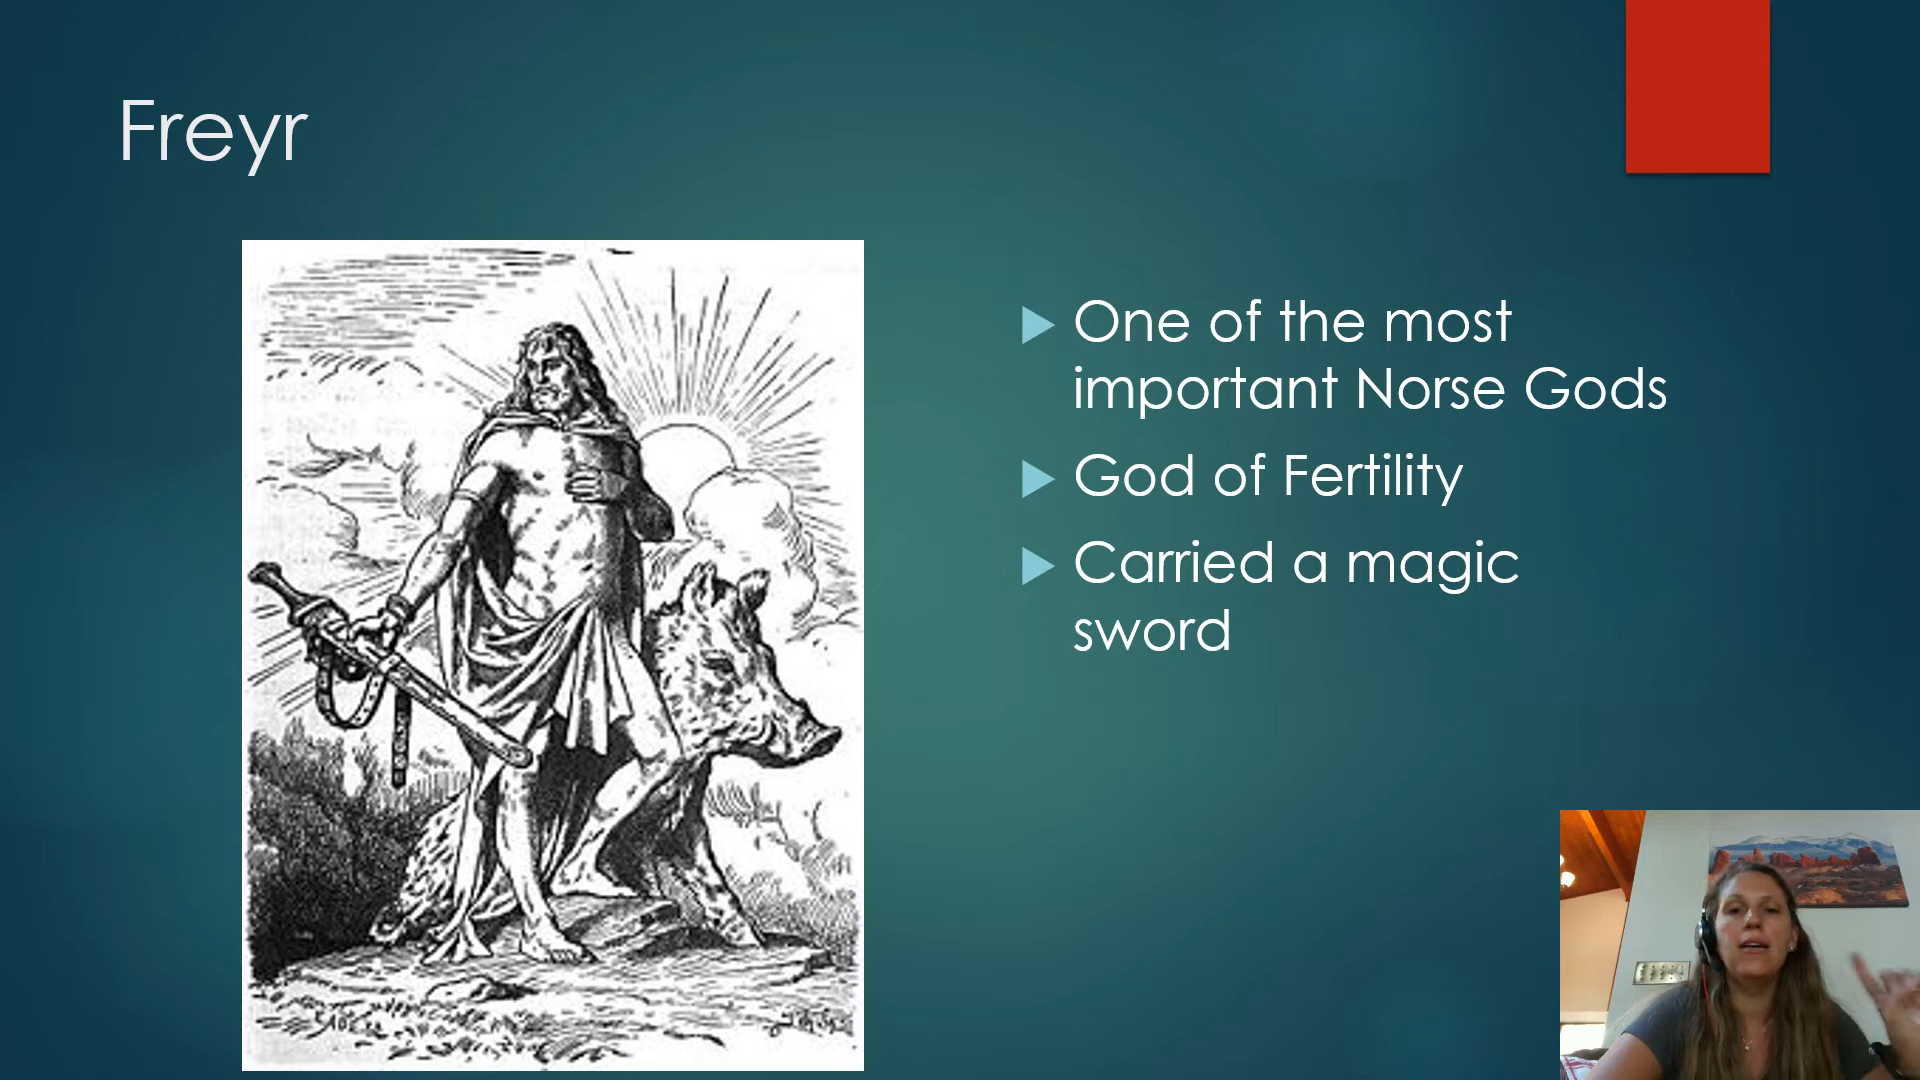 Freyr
One of the most
important Norse Gods
God of Fertility
Carried a magic
sword